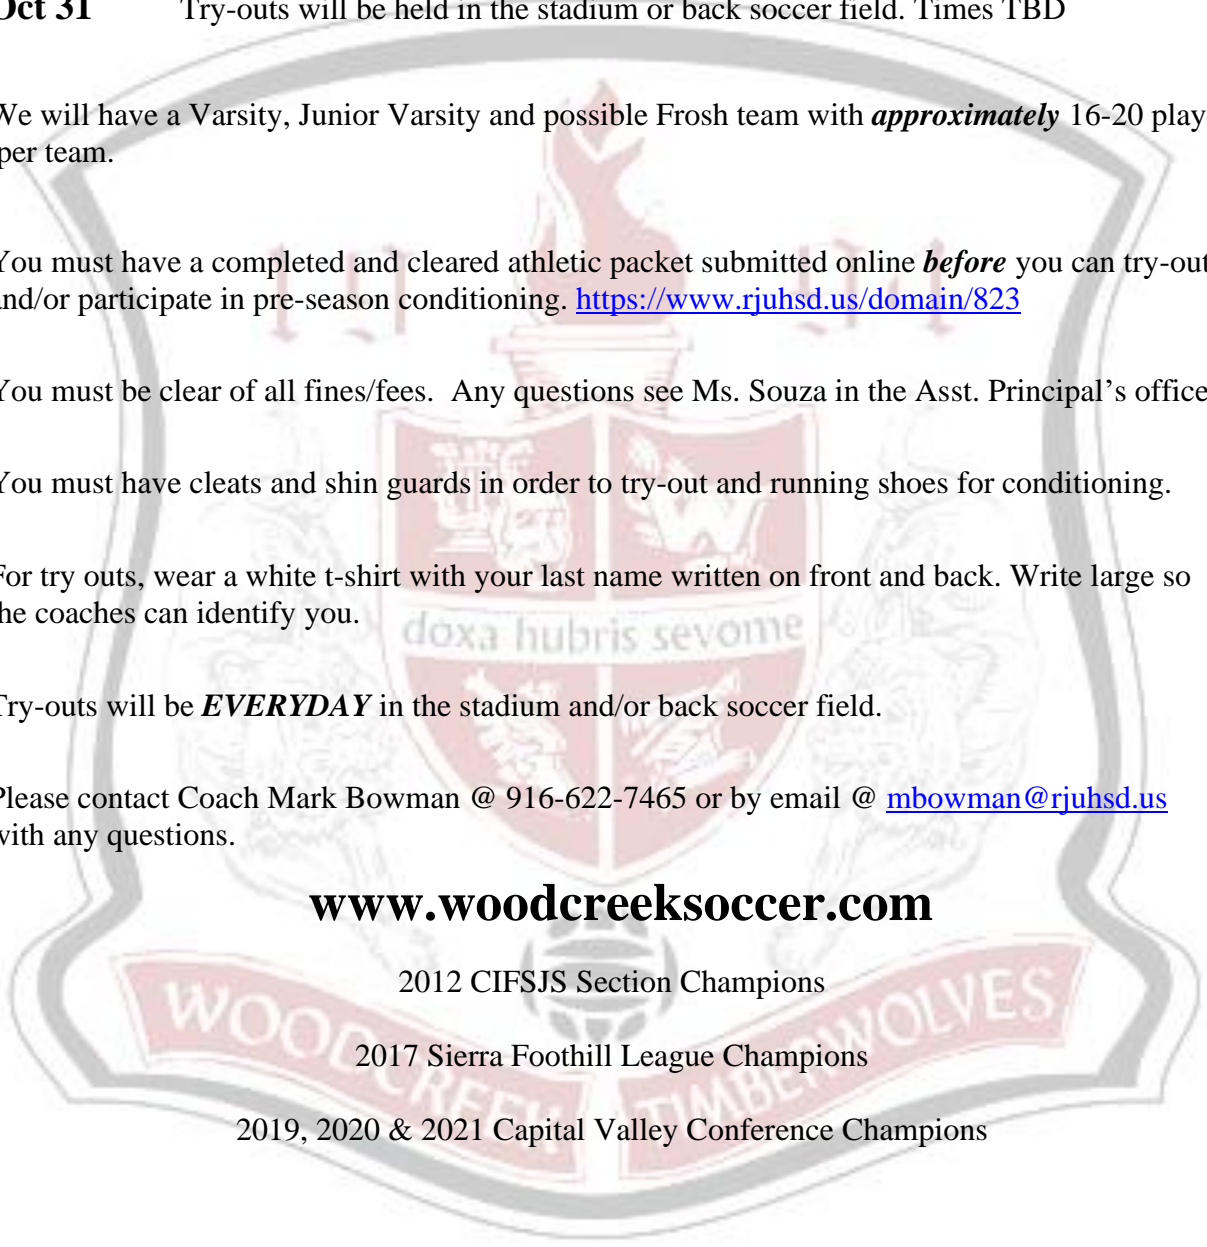 Oct 31 Try-outs will be held in the stadium or back soccer field. Times TBD
We will have a Varsity, Junior Varsity and possible Frosh team with approximately 16-20 play
per team.
You must have a completed and cleared athletic packet submitted online before you can try-out
and/or participate in pre-season conditioning. https://www.rjuhsd.us/domain/823
You must be clear of all fines/fees. Any questions see Ms. Souza in the Asst. Principal's office
You must have cleats and shin guards in order to try-out and running shoes for conditioning.
For try outs, wear a white t-shirt with your last name written on front and back. Write large so
the coaches can identify you.
Try-outs will be EVERYDAY in the stadium and/or back soccer field.
Please contact Coach Mark Bowman @ 916-622-7465 or by email @ mbowman@rjuhsd.us
with any questions.
www.woodcreeksoccer.com
2012 CIFSJS Section Champions
2017 Sierra Foothill League Champions
2019, 2020 & 2021 Capital Valley Conference Champions
1994
doxa hubris sevome
WOODCREEK TIMBERWOLVES